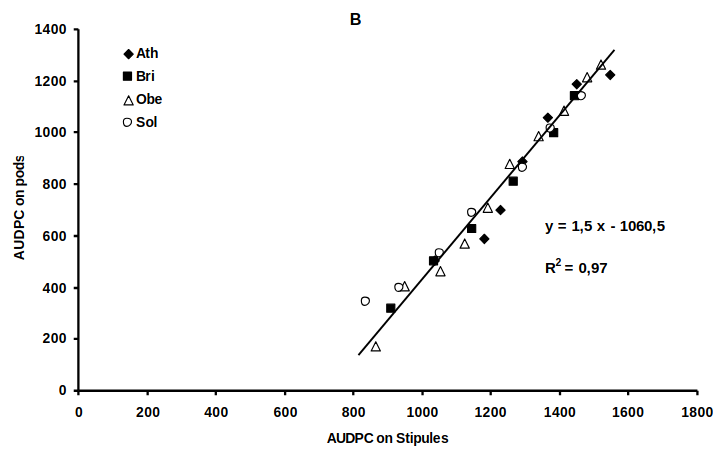 B
1400
1200
1000
800
600
400
200
0
AUDPC on pods
Ath
Bri
Obe
Sol
y = 1,5 x - 1060,5
R² = 0,97
0 200 400 600 800 1000 1200 1400 1600 1800
AUDPC on Stipules